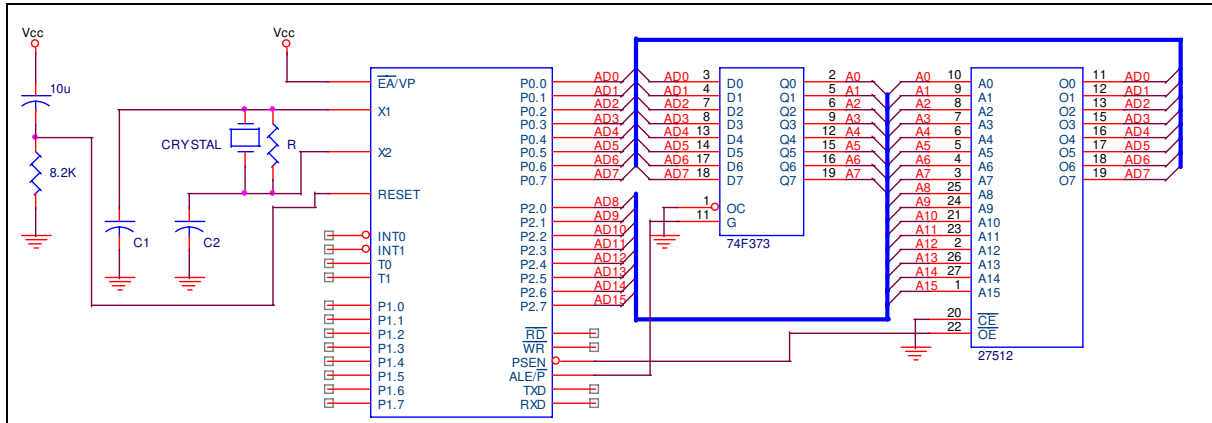 Vcc
10u
8.2K
Vcc
CRYSTAL
R
C1
C2
EA/VP
X1
X2
RESET
INT0
INT1
T0
T1
P1.0
P1.1
P1.2
P1.3
P1.4
P1.5
P1.6
P1.7
P0.0
P0.1
P0.2
P0.3
P0.4
P0.5
P0.6
P0.7
P2.0
P2.1
P2.2
P2.3
P2.4
P2.5
P2.6
P2.7
RD
WR
PSEN
ALE/P
TXD
RXD
AD0
AD1
AD2
AD3
AD4
AD5
AD6
AD7
AD8
AD9
AD10
AD11
AD12
AD13
AD14
AD15
AD0 3 D0
AD1 4 D1
AD2 7 D2
AD3 8 D3
AD4 13 D4
AD5 14 D5
AD6 17 D6
AD7 18 D7
1 OC
11 G
74F373
Q0 2 A0
Q1 5 A1
Q2 6 A2
Q3 9 A3
Q4 12 A4
Q5 15 A5
Q6 16 A6
Q7 19 A7
A0 10 A0
A1 9 A1
A2 8 A2
A3 7 A3
A4 6 A4
A5 5 A5
A6 4 A6
A7 3 A7
A8 25 A8
A9 24 A9
A10 21 A10
A11 23 A11
A12 2 A12
A13 26 A13
A14 27 A14
A15 1 A15
20 CE
22 OE
27512
O0 11 AD0
O1 12 AD1
O2 13 AD2
O3 15 AD3
O4 16 AD4
O5 17 AD5
O6 18 AD6
O7 19 AD7